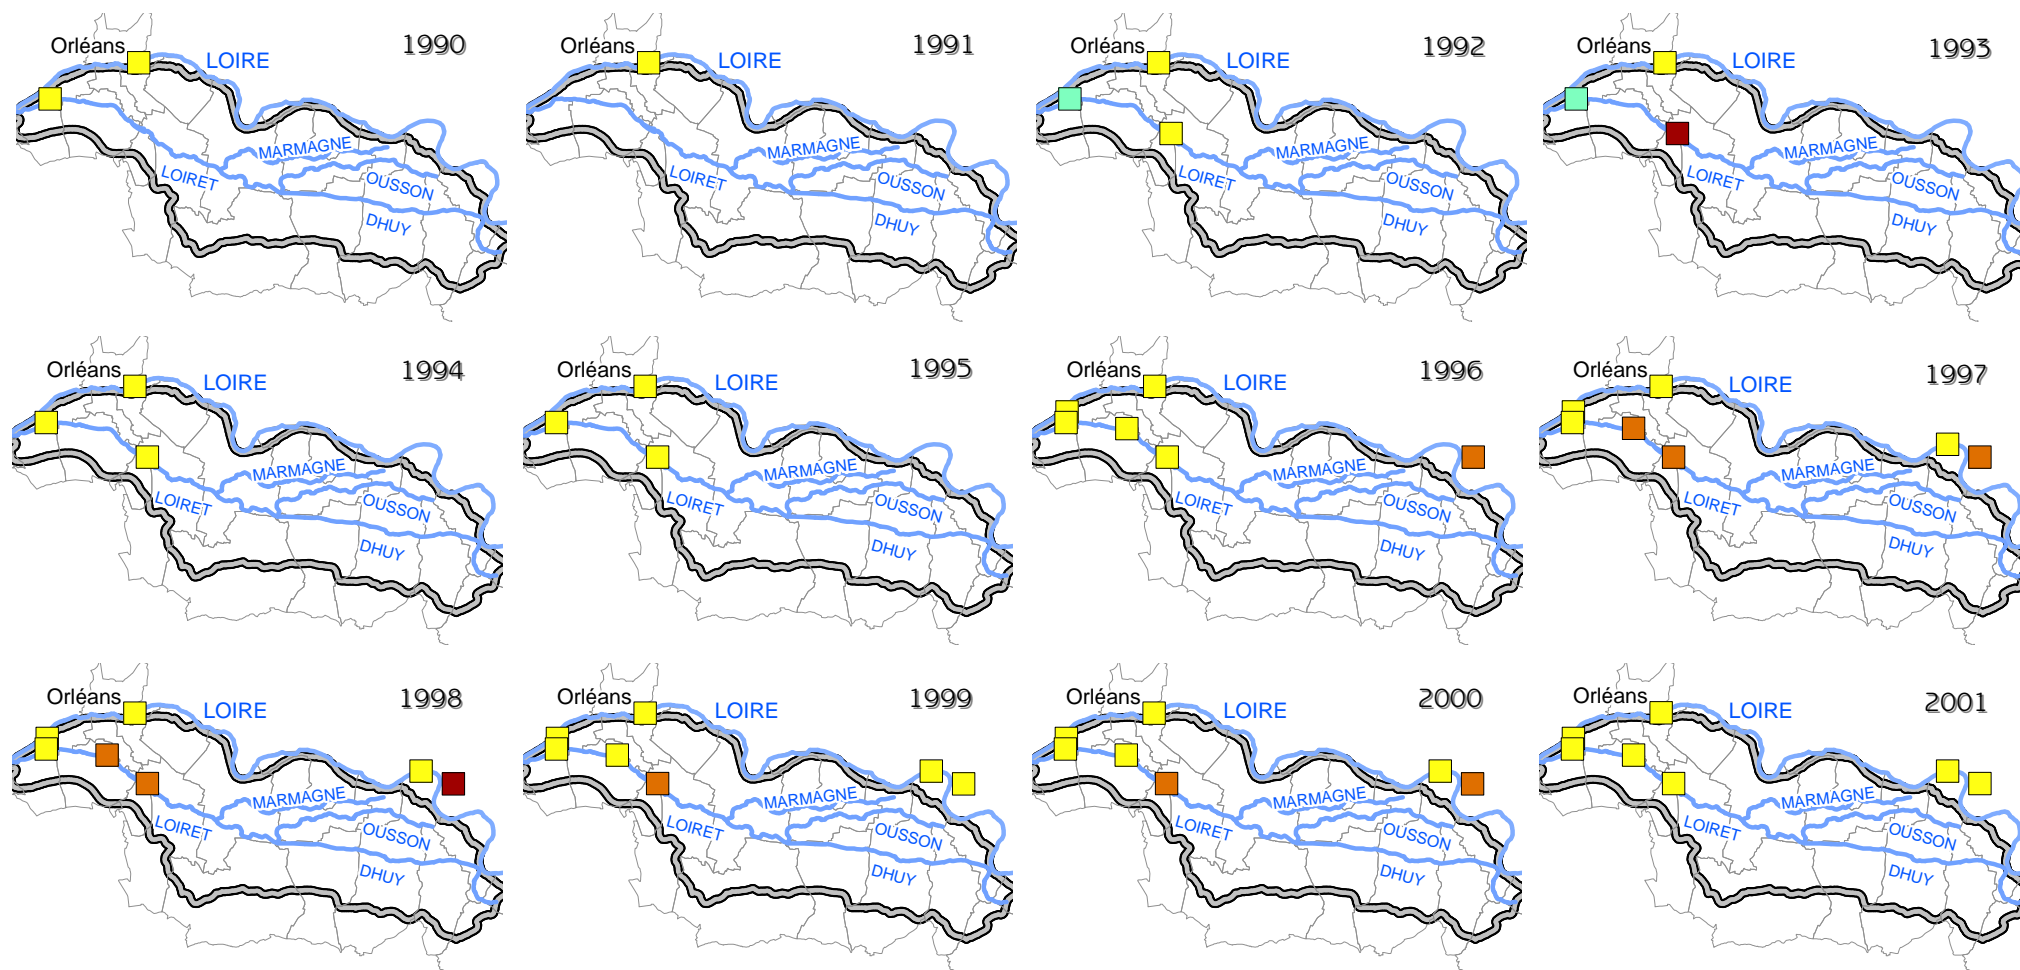 Orléans LOIRE 1990
MARMAGNE
LOIRET OUSSON
DHUY
Orléans LOIRE 1991
MARMAGNE
LOIRET OUSSON
DHUY
Orléans LOIRE 1992
MARMAGNE
LOIRET OUSSON
DHUY
Orléans LOIRE 1993
MARMAGNE
LOIRET OUSSON
DHUY
Orléans LOIRE 1994
MARMAGNE
LOIRET OUSSON
DHUY
Orléans LOIRE 1995
MARMAGNE
LOIRET OUSSON
DHUY
Orléans LOIRE 1996
MARMAGNE
LOIRET OUSSON
DHUY
Orléans LOIRE 1997
MARMAGNE
LOIRET OUSSON
DHUY
Orléans LOIRE 1998
MARMAGNE
LOIRET OUSSON
DHUY
Orléans LOIRE 1999
MARMAGNE
LOIRET OUSSON
DHUY
Orléans LOIRE 2000
MARMAGNE
LOIRET OUSSON
DHUY
Orléans LOIRE 2001
MARMAGNE
LOIRET OUSSON
DHUY